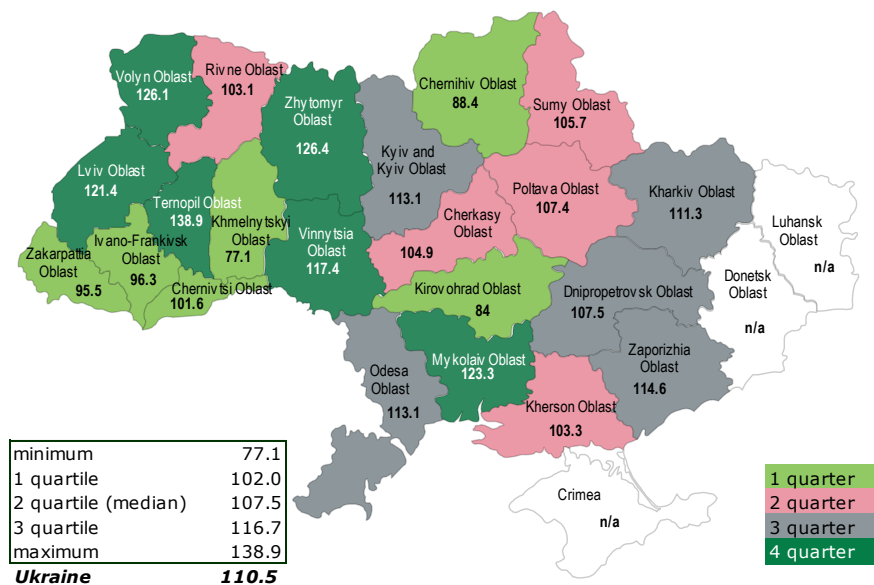 Volyn Oblast
126.1
Rivne Oblast
103.1
Zhytomyr
Oblast
126.4
Kyiv and
Kyiv Oblast
113.1
Chernihiv Oblast
88.4
Sumy Oblast
105.7
Lviv Oblast
121.4
Ternopil Oblast
138.9
Khmelnytskyi
Oblast
77.1
Vinnytsia
Oblast
117.4
Cherkasy
Oblast
104.9
Poltava Oblast
107.4
Kharkiv Oblast
111.3
Luhansk
Oblast
n/a
Zakarpattia
Oblast
95.5
Ivano-Frankivsk
Oblast
96.3
Chernivtsi Oblast
101.6
Kirovohrad Oblast
84
Dnipropetrovsk Oblast
107.5
Donetsk
Oblast
n/a
Odesa
Oblast
113.1
Mykolaiv Oblast
123.3
Zaporizhia
Oblast
114.6
Kherson Oblast
103.3
Crimea
n/a
minimum 77.1
1 quartile 102.0
2 quartile (median) 107.5
3 quartile 116.7
maximum 138.9
Ukraine 110.5
1 quarter
2 quarter
3 quarter
4 quarter